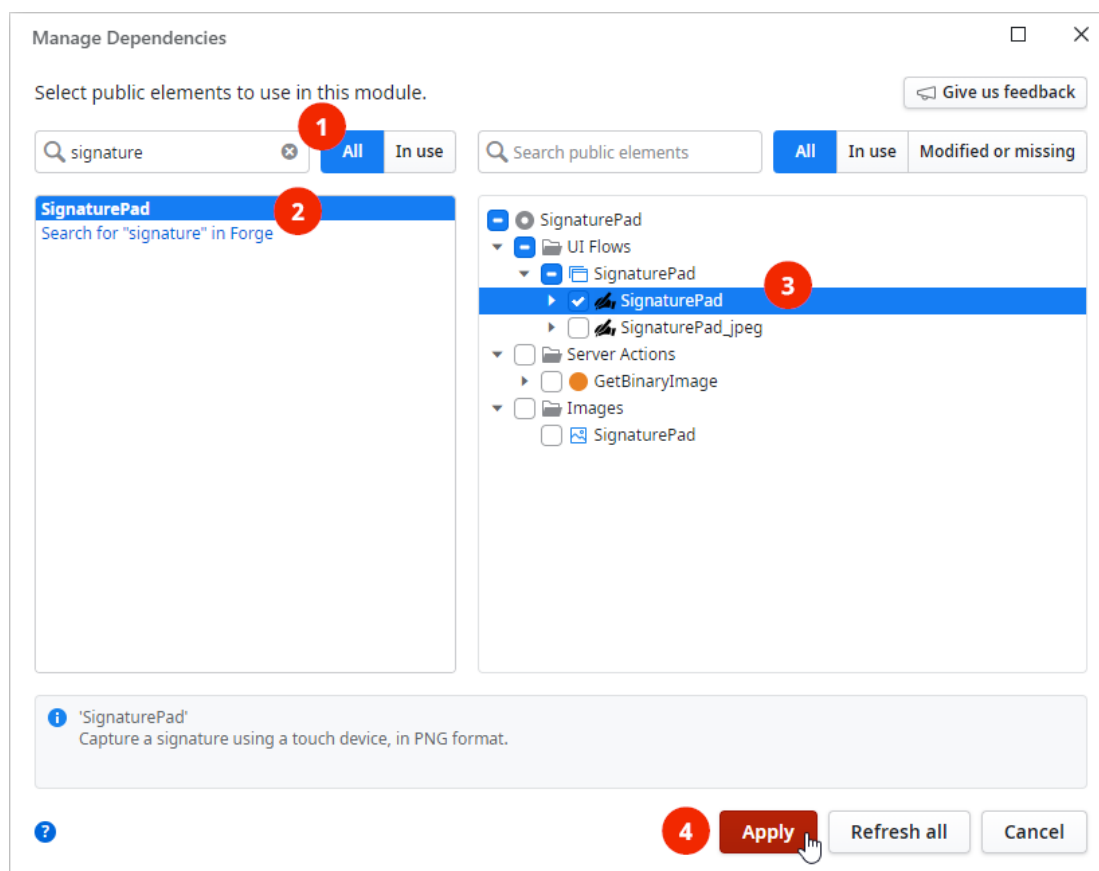 Manage Dependencies
Select public elements to use in this module.
Give us feedback
1
signature
All
In use
Search public elements
All
In use
Modified or missing
SignaturePad
2
Search for "signature" in Forge
SignaturePad
UI Flows
SignaturePad
3
SignaturePad
SignaturePad_jpeg
Server Actions
GetBinaryImage
Images
SignaturePad
'SignaturePad'
Capture a signature using a touch device, in PNG format.
?
4
Apply
Refresh all
Cancel